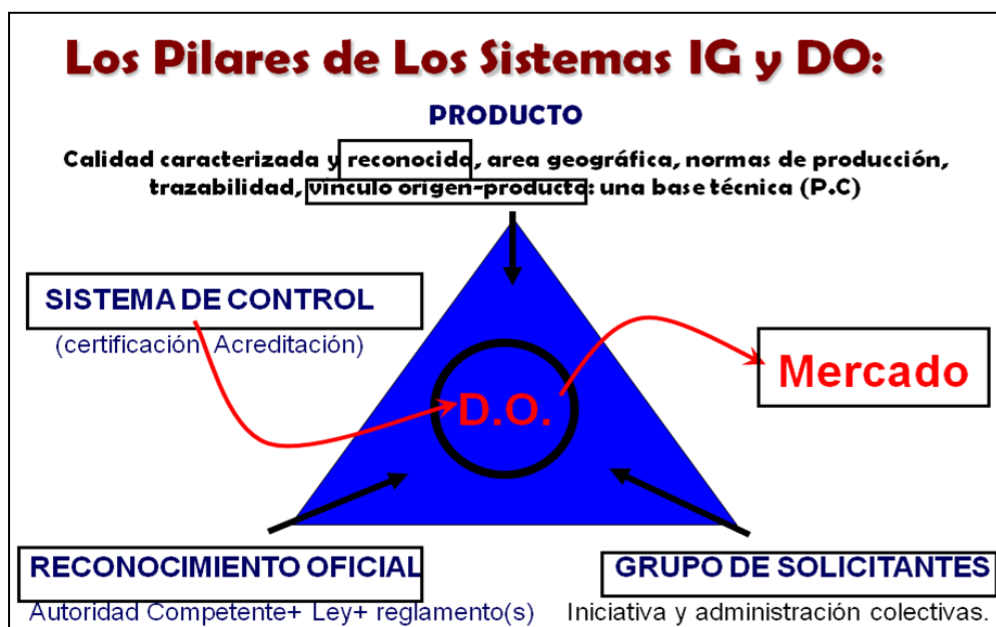 Los Pilares de Los Sistemas IG y DO:
PRODUCTO
Calidad caracterizada y reconocida, area geográfica, normas de producción,
trazabilidad, vínculo origen-producto: una base técnica (P.C)
SISTEMA DE CONTROL
(certificación, Acreditación)
D.O.
Mercado
RECONOCIMIENTO OFICIAL
Autoridad Competente+ Ley+ reglamento(s)
GRUPO DE SOLICITANTES
Iniciativa y administración colectivas.